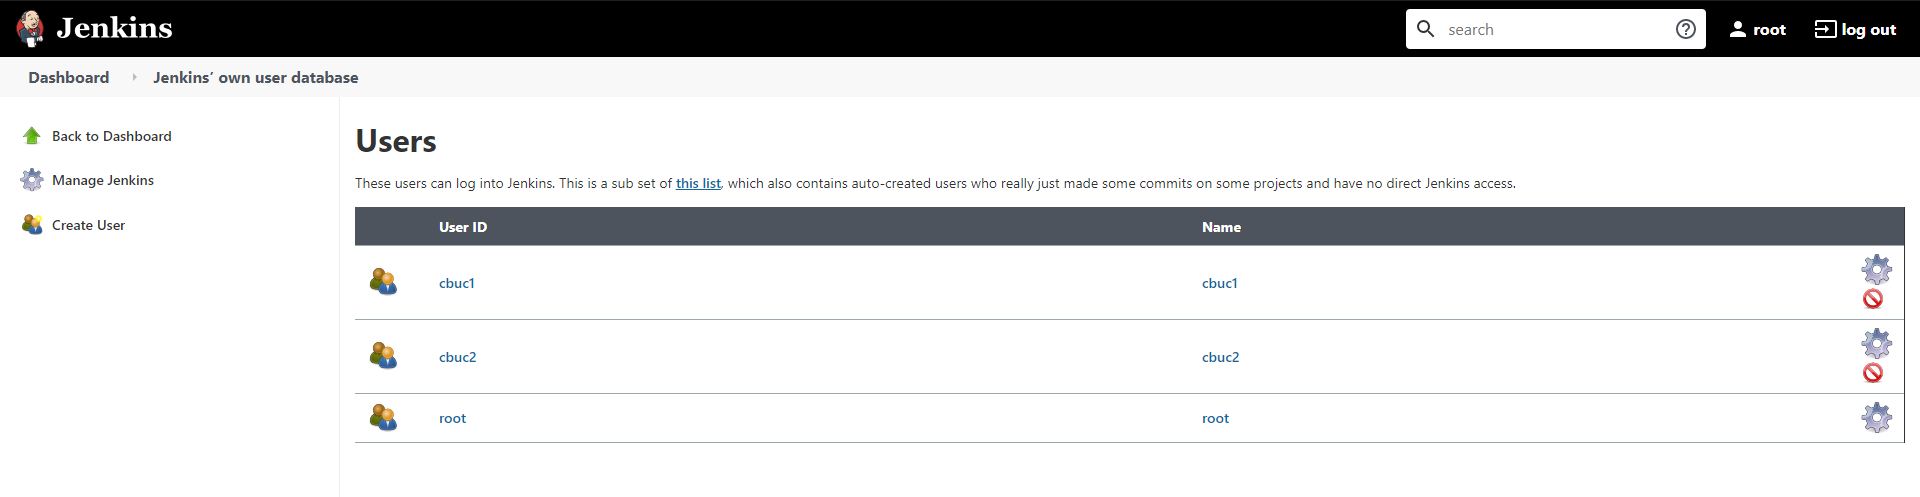 Jenkins
search
root
log out
Dashboard
Jenkins’ own user database
Back to Dashboard
Manage Jenkins
Create User
Users
These users can log into Jenkins. This is a sub set of this list, which also contains auto-created users who really just made some commits on some projects and have no direct Jenkins access.
User ID Name
cbuc1 cbuc1
cbuc2 cbuc2
root root